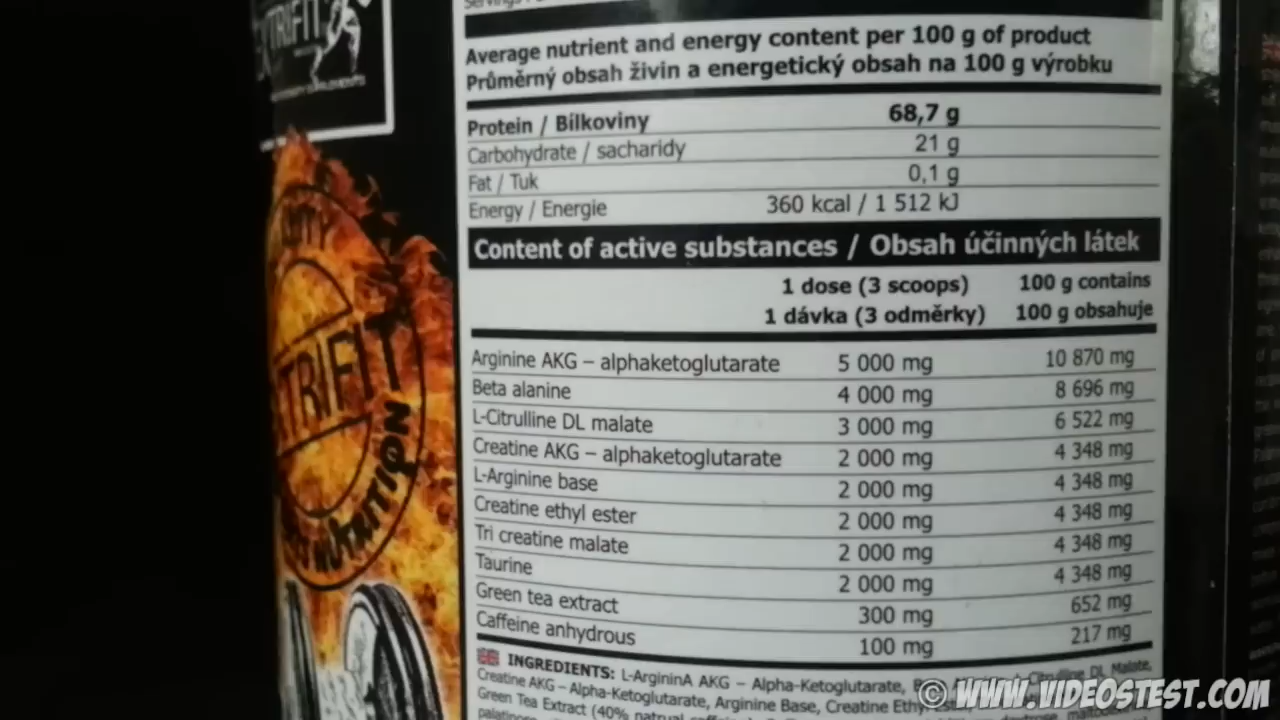 TRIFIT
Average nutrient and energy content per 100 g of product
Průměrný obsah živin a energetický obsah na 100 g výrobku
Protein / Bílkoviny 68,7 g
Carbohydrate / sacharidy 21 g
Fat / Tuk 0,1 g
Energy / Energie 360 kcal / 1 512 kJ
Content of active substances / Obsah účinných látek
1 dose (3 scoops) 100 g contains
1 dávka (3 odměrky) 100 g obsahuje
Arginine AKG – alphaketoglutarate 5 000 mg 10 870 mg
Beta alanine 4 000 mg 8 696 mg
L-Citrulline DL malate 3 000 mg 6 522 mg
Creatine AKG – alphaketoglutarate 2 000 mg 4 348 mg
L-Arginine base 2 000 mg 4 348 mg
Creatine ethyl ester 2 000 mg 4 348 mg
Tri creatine malate 2 000 mg 4 348 mg
Taurine 2 000 mg 4 348 mg
Green tea extract 300 mg 652 mg
Caffeine anhydrous 100 mg 217 mg
INGREDIENTS: L-ArgininA AKG – Alpha-Ketoglutarate, DL Malate,
Creatine AKG – Alpha-Ketoglutarate, Arginine Base, Creatine
Green Tea Extract (40% natrual
TRIFIT
NUTRITION
© WWW.VIDEOSTEST.COM